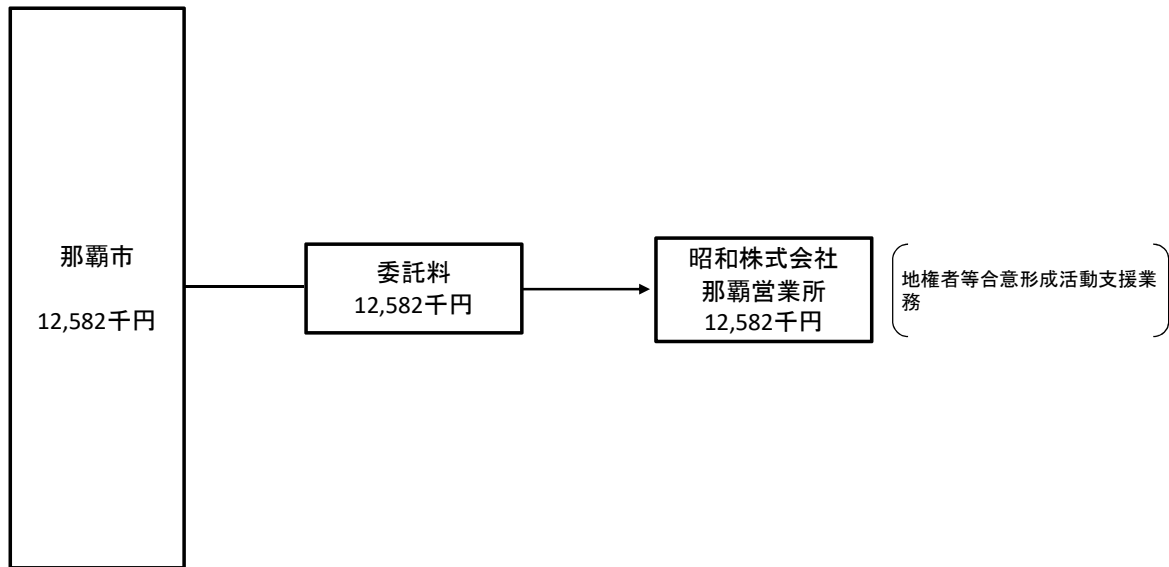 那覇市
12,582千円
委託料
12,582千円
昭和株式会社
那覇営業所
12,582千円
地権者等合意形成活動支援業
務